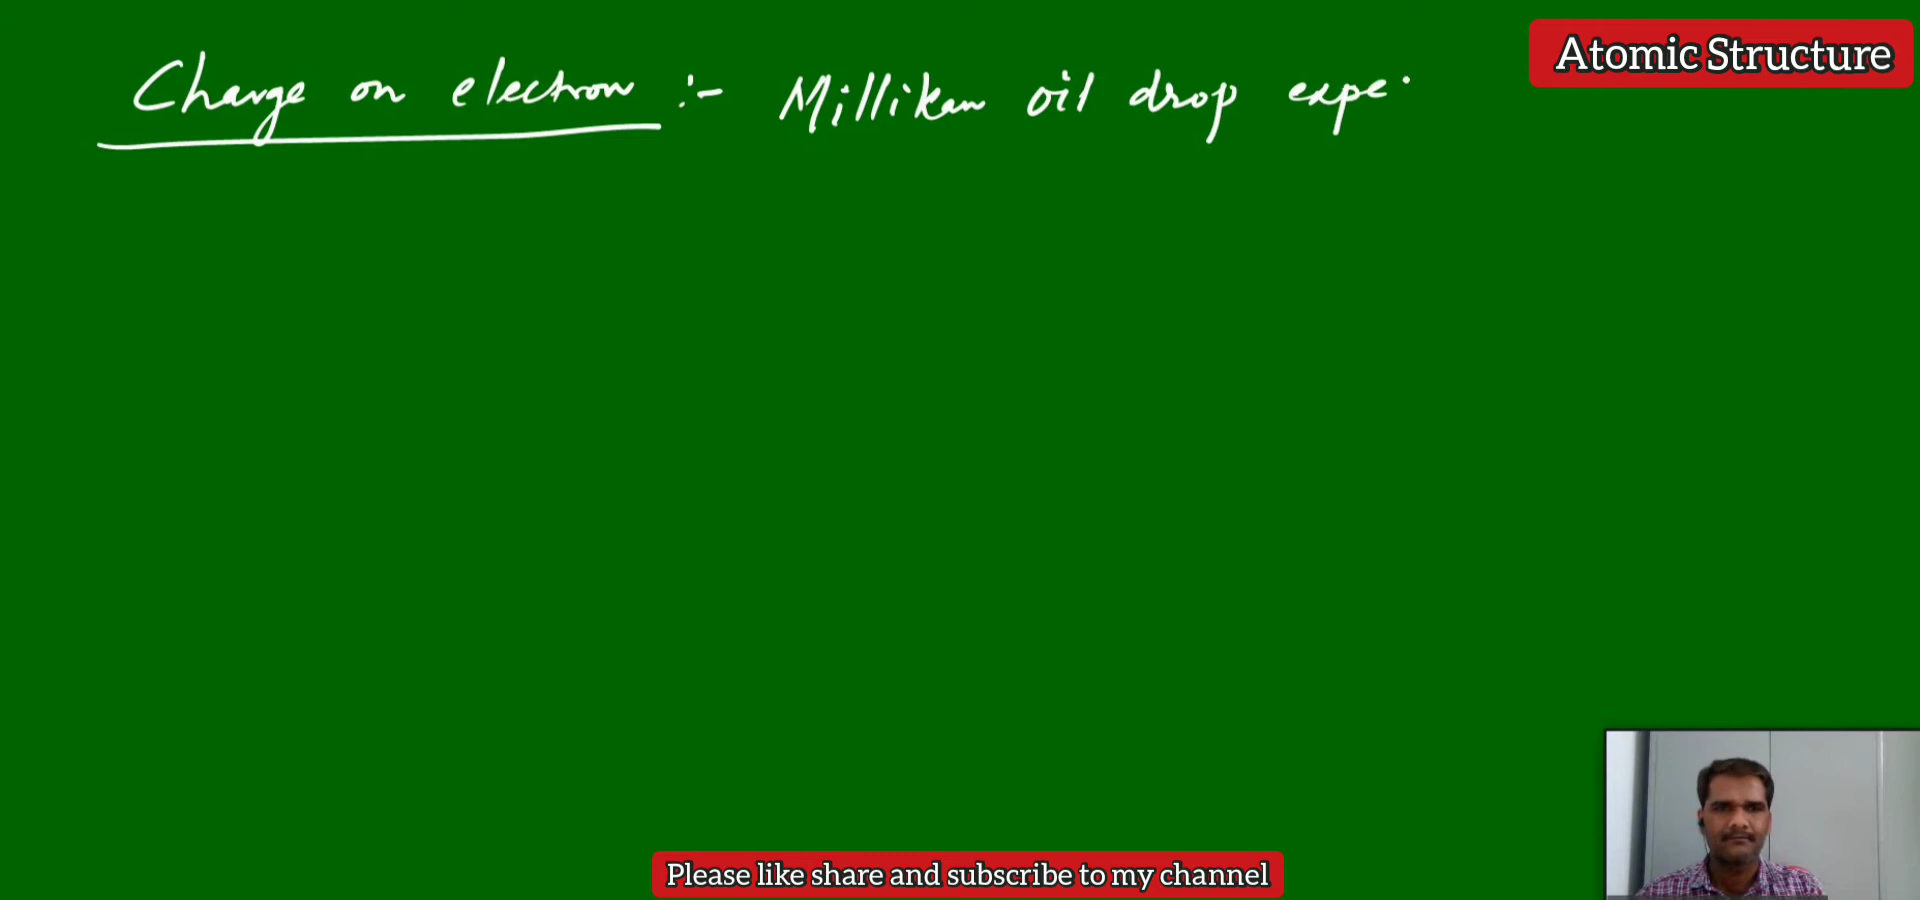 Charge on electron :- Millikan oil drop expe.
Atomic Structure
Please like share and subscribe to my channel